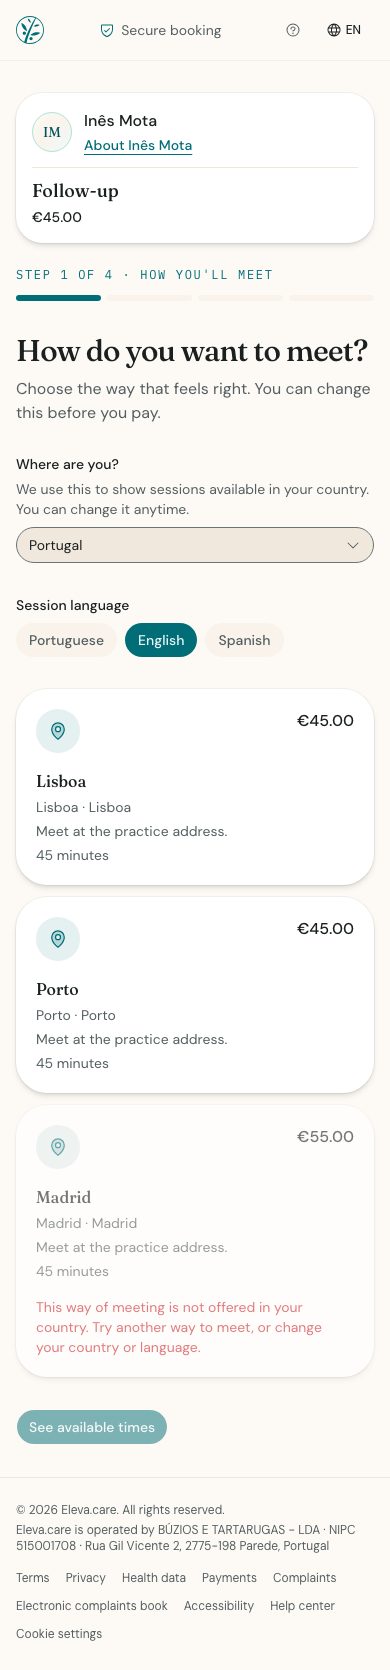 Secure booking
EN
IM
Inês Mota
About Inês Mota
Follow-up
€45.00
STEP 1 OF 4 · HOW YOU'LL MEET
How do you want to meet?
Choose the way that feels right. You can change
this before you pay.
Where are you?
We use this to show sessions available in your country.
You can change it anytime.
Portugal
Session language
Portuguese
English
Spanish
€45.00
Lisboa
Lisboa · Lisboa
Meet at the practice address.
45 minutes
€45.00
Porto
Porto · Porto
Meet at the practice address.
45 minutes
€55.00
Madrid
Madrid · Madrid
Meet at the practice address.
45 minutes
This way of meeting is not offered in your
country. Try another way to meet, or change
your country or language.
See available times
© 2026 Eleva.care. All rights reserved.
Eleva.care is operated by BÚZIOS E TARTARUGAS - LDA · NIPC
515001708 · Rua Gil Vicente 2, 2775-198 Parede, Portugal
Terms Privacy Health data Payments Complaints
Electronic complaints book Accessibility Help center
Cookie settings